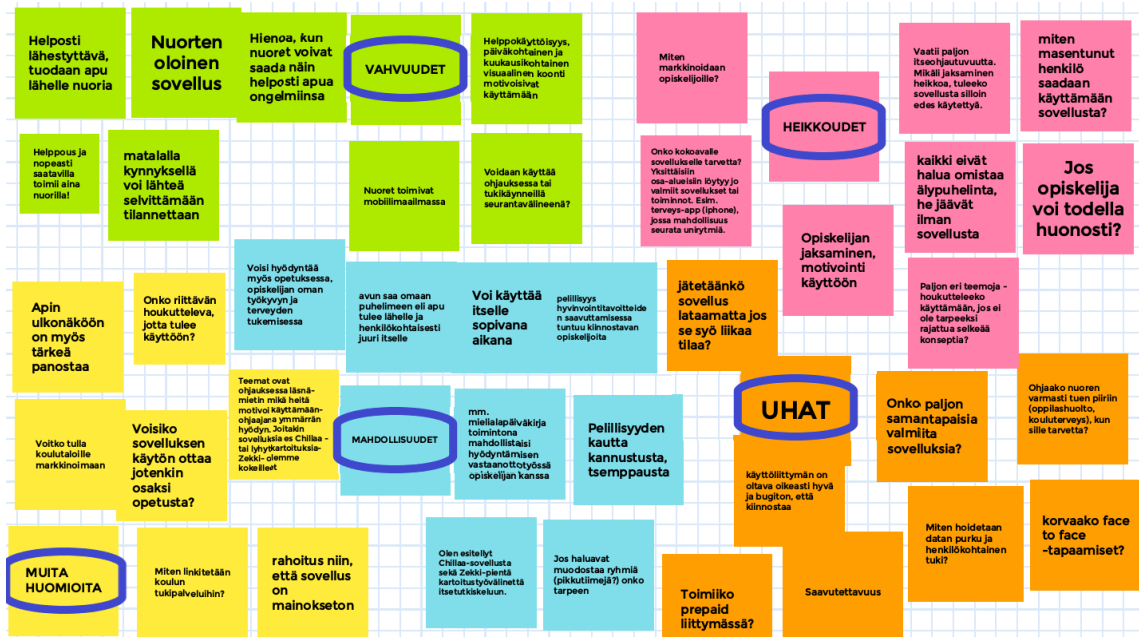 Helposti
lähestyttävä,
tuodaan apu
lähelle nuoria
Nuorten
oloinen
sovellus
Hienoa, kun
nuoret voivat
saada näin
helposti apua
ongelmiinsa
VAHVUUDET
Helppokäyttöisyys,
päiväkohtainen ja
kuukausikohtainen
visuaalinen koonti
motivoisivat
käyttämään
Helppous ja
nopeasti
saatavilla
toimii aina
nuorilla!
matalalla
kynnyksellä
voi lähteä
selvittämään
tilannettaan
Nuoret toimivat
mobiilimaailmassa
Voidaan käyttää
ohjauksessa tai
tukikäynneillä
seurantavälineenä?
Miten
markkinoidaan
opiskelijoille?
HEIKKOUDET
Vaatii paljon
itseohjautuvuutta.
Mikäli jaksaminen
heikkoa, tuleeko
sovellusta silloin
edes käytettyä.
miten
masentunut
henkilö
saadaan
käyttämään
sovellusta?
Onko kokoavalle
sovellukselle tarvetta?
Yksittäisiin
osa-alueisiin löytyy jo
valmiit sovellukset tai
toiminnot. Esim.
terveys-app (iphone),
jossa mahdollisuus
seurata unirytmiä.
kaikki eivät
halua omistaa
älypuhelinta,
he jäävät
ilman
sovellusta
Jos
opiskelija
voi todella
huonosti?
Opiskelijan
jaksaminen,
motivointi
käyttöön
Paljon eri teemoja -
houkutteleeko
käyttämään, jos ei
ole tarpeeksi
rajattua selkeää
konseptia?
Voisi hyödyntää
myös opetuksessa,
opiskelijan oman
työkyvyn ja
terveyden
tukemisessa
avun saa omaan
puhelimeen eli apu
tulee lähelle ja
henkilökohtaisesti
juuri itselle
Voi käyttää
itselle
sopivana
aikana
pelillisyys
hyvinvointitavoitteide
n saavuttamisessa
tuntuu kiinnostavan
opiskelijoita
MAHDOLLISUUDET
mm.
mielialapäiväkirja
toimintona
mahdollistaisi
hyödyntämisen
vastaanottotyössä
opiskelijan kanssa
Pelillisyyden
kautta
kannustusta,
tsemppausta
Olen esitellyt
Chillaa-sovellusta
sekä Zekki-pientä
kartoitustyövälinettä
itsetutkiskeluun.
Jos haluavat
muodostaa ryhmiä
(pikkutiimejä?) onko
tarpeen
Apin
ulkonäköön
on myös
tärkeä
panostaa
Onko riittävän
houkutteleva,
jotta tulee
käyttöön?
Voitko tulla
koulutaloille
markkinoimaan
Voisiko
sovelluksen
käytön ottaa
jotenkin
osaksi
opetusta?
Teemat ovat
ohjauksessa läsnä-
mietin mikä heitä
motivoi käyttämään-
ohjaajana ymmärrän
hyödyn. Joitakin
sovelluksia es Chillaa -
tai lyhytkartoituksia-
Zekki- olemme
kokeilleet
MUITA
HUOMIOITA
Miten linkitetään
koulun
tukipalveluihin?
rahoitus niin,
että sovellus
on
mainokseton
jätetäänkö
sovellus
lataamatta jos
se syö liikaa
tilaa?
UHAT
Onko paljon
samantapaisia
valmiita
sovelluksia?
Ohjaako nuoren
varmasti tuen piiriin
(oppilashuolto,
kouluterveys), kun
sille tarvetta?
käyttöliittymän on
oltava oikeasti hyvä
ja bugiton, että
kiinnostaa
Miten hoidetaan
datan purku ja
henkilökohtainen
tuki?
korvaako face
to face
-tapaamiset?
Toimiiko
prepaid
liittymässä?
Saavutettavuus